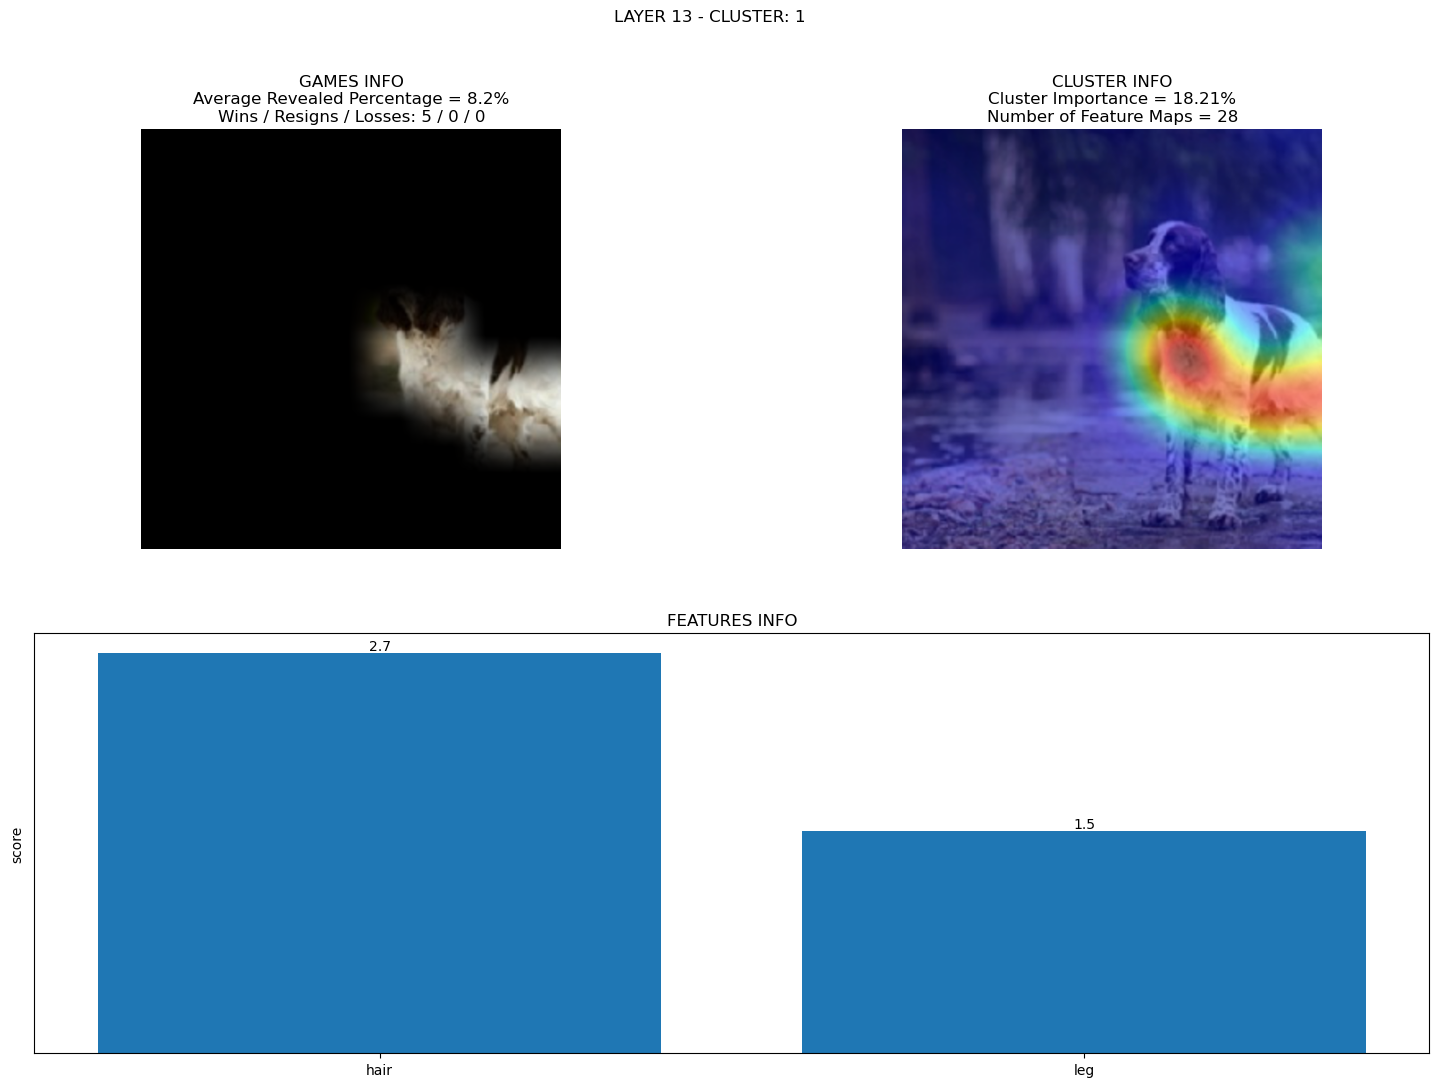 LAYER 13 - CLUSTER: 1
GAMES INFO
Average Revealed Percentage = 8.2%
Wins / Resigns / Losses: 5 / 0 / 0
CLUSTER INFO
Cluster Importance = 18.21%
Number of Feature Maps = 28
FEATURES INFO
2.7
1.5
score
hair
leg